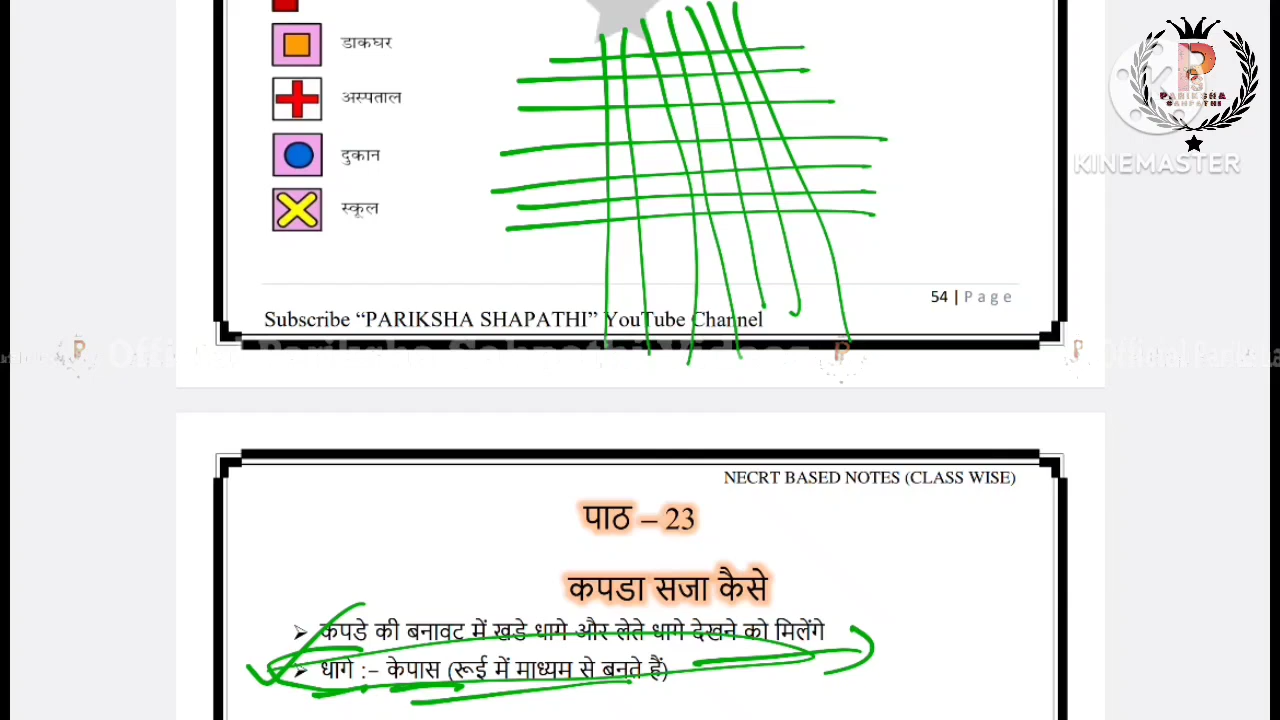 डाकघर
अस्पताल
दुकान
स्कूल
PARIKSHA
KINEMASTER
54 | Page
Subscribe “PARIKSHA SHAPATHI” YouTube Channel
NECRT BASED NOTES (CLASS WISE)
पाठ – 23
कपडा सजा कैसे
➢ कपडे की बनावट में खडे धागे और लेते धागे देखने को मिलेंगे
➢ धागे :– केपास (रूई में माध्यम से बनते हैं)